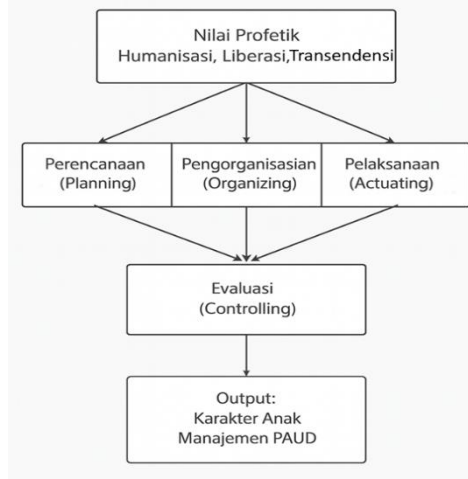 Nilai Profetik
Humanisasi, Liberasi,Transendensi
Perencanaan
(Planning)
Pengorganisasian
(Organizing)
Pelaksanaan
(Actuating)
Evaluasi
(Controlling)
Output:
Karakter Anak
Manajemen PAUD